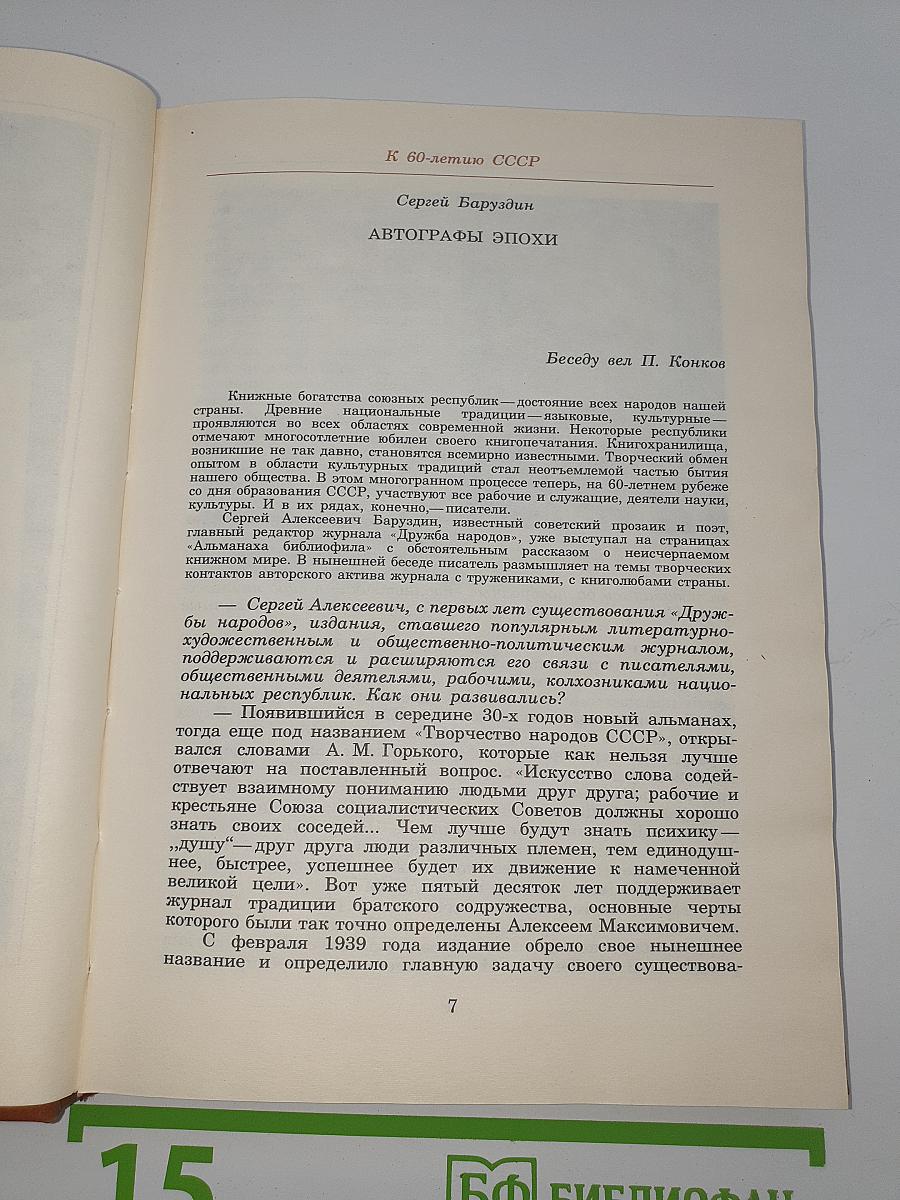 К 60-летию СССР
Сергей Баруздин
АВТОГРАФЫ ЭПОХИ
Беседу вел П. Конков
Книжные богатства союзных республик — достояние всех народов нашей
страны. Древние национальные традиции — языковые, культурные —
проявляются во всех областях современной жизни. Некоторые республики
отмечают многосотлетние юбилеи своего книгопечатания. Книгохранилища,
возникшие не так давно, становятся всемирно известными. Творческий обмен
опытом в области культурных традиций стал неотъемлемой частью бытия
нашего общества. В этом многогранном процессе теперь, на 60-летнем рубеже
со дня образования СССР, участвуют все рабочие и служащие, деятели науки,
культуры. И в их рядах, конечно,— писатели.
Сергей Алексеевич Баруздин, известный советский прозаик и поэт,
главный редактор журнала «Дружба народов», уже выступал на страницах
«Альманаха библиофила» с обстоятельным рассказом о неисчерпаемом
книжном мире. В нынешней беседе писатель размышляет на темы творческих
контактов авторского актива журнала с тружениками, с книголюбами страны.
— Сергей Алексеевич, с первых лет существования «Друж-
бы народов», издания, ставшего популярным литературно-
художественным и общественно-политическим журналом,
поддерживаются и расширяются его связи с писателями,
общественными деятелями, рабочими, колхозниками нацио-
нальных республик. Как они развивались?
— Появившийся в середине 30-х годов новый альманах,
тогда еще под названием «Творчество народов СССР», откры-
вался словами А. М. Горького, которые как нельзя лучше
отвечают на поставленный вопрос. «Искусство слова содей-
ствует взаимному пониманию людьми друг друга; рабочие и
крестьяне Союза социалистических Советов должны хорошо
знать своих соседей... Чем лучше будут знать психику —
„душу“ — друг друга люди различных племен, тем единодуш-
нее, быстрее, успешнее будет их движение к намеченной
великой цели». Вот уже пятый десяток лет поддерживает
журнал традиции братского содружества, основные черты
которого были так точно определены Алексеем Максимовичем.
С февраля 1939 года издание обрело свое нынешнее
название и определило главную задачу своего существова-
7
15
БФ БИБЛИОФАН